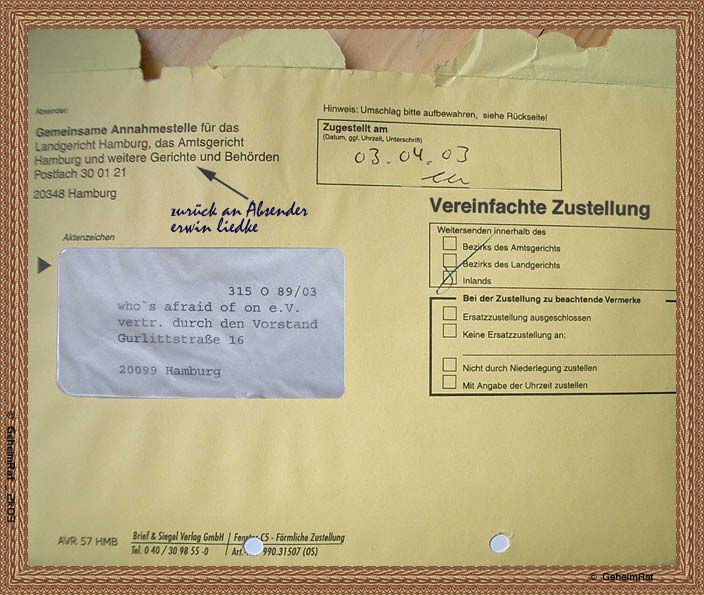 Absender:
Gemeinsame Annahmestelle für das
Landgericht Hamburg, das Amtsgericht
Hamburg und weitere Gerichte und Behörden
Postfach 30 01 21
20348 Hamburg
zurück an Absender
erwin liedke
Hinweis: Umschlag bitte aufbewahren, siehe Rückseite!
Zugestellt am
(Datum, ggf. Uhrzeit, Unterschrift)
03.04.03
Vereinfachte Zustellung
Weitersenden innerhalb des
Bezirks des Amtsgerichts
Bezirks des Landgerichts
Inlands
Bei der Zustellung zu beachtende Vermerke
Ersatzzustellung ausgeschlossen
Keine Ersatzzustellung an:
Nicht durch Niederlegung zustellen
Mit Angabe der Uhrzeit zustellen
Aktenzeichen
315 O 89/03
who`s afraid of on e.V.
vertr. durch den Vorstand
Gurlittstraße 16
20099 Hamburg
AVR 57 HMB
Brief & Siegel Verlag GmbH
Tel. 0 40 / 30 98 55 -0
C5 - Förmliche Zustellung
Art. 990.31507 (05)
© GeheimRat 2003
© GeheimRat